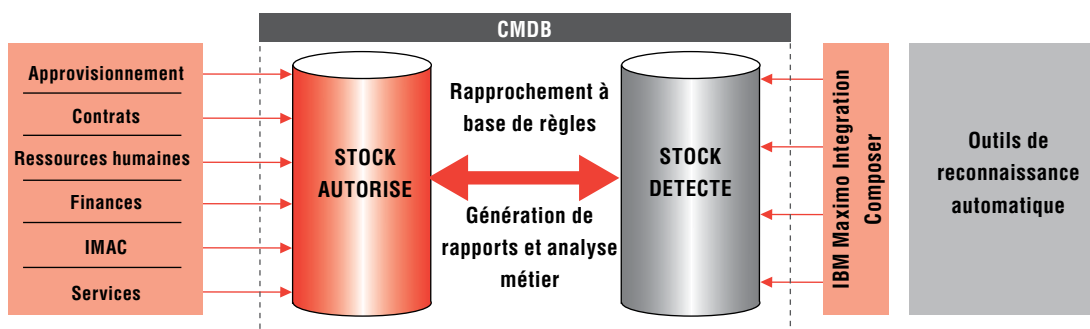 CMDB
Approvisionnement
Contrats
Ressources humaines
Finances
IMAC
Services
STOCK
AUTORISE
Rapprochement à
base de règles
Génération de
rapports et analyse
métier
STOCK
DETECTE
IBM Maximo Integration
Composer
Outils de
reconnaissance
automatique